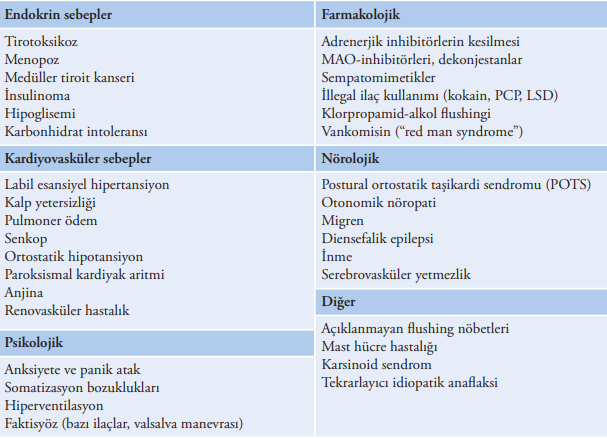 Endokrin sebepler
Tirotoksikoz
Menopoz
Medüller tiroit kanseri
İnsulinoma
Hipoglisemi
Karbonhidrat intoleransı
Kardiyovasküler sebepler
Labil esansiyel hipertansiyon
Kalp yetersizliği
Pulmoner ödem
Senkop
Ortostatik hipotansiyon
Paroksismal kardiyak aritmi
Anjina
Renovasküler hastalık
Psikolojik
Anksiyete ve panik atak
Somatizasyon bozuklukları
Hiperventilasyon
Faktisyöz (bazı ilaçlar, valsalva manevrası)
Farmakolojik
Adrenerjik inhibitörlerin kesilmesi
MAO-inhibitörleri, dekonjestanlar
Sempatomimetikler
İllegal ilaç kullanımı (kokain, PCP, LSD)
Klorpropamid-alkol flushingi
Vankomisin (“red man syndrome”)
Nörolojik
Postural ortostatik taşikardi sendromu (POTS)
Otonomik nöropati
Migren
Diensefalik epilepsi
İnme
Serebrovasküler yetmezlik
Diğer
Açıklanmayan flushing nöbetleri
Mast hücre hastalığı
Karsinoid sendrom
Tekrarlayıcı idiopatik anaflaksi